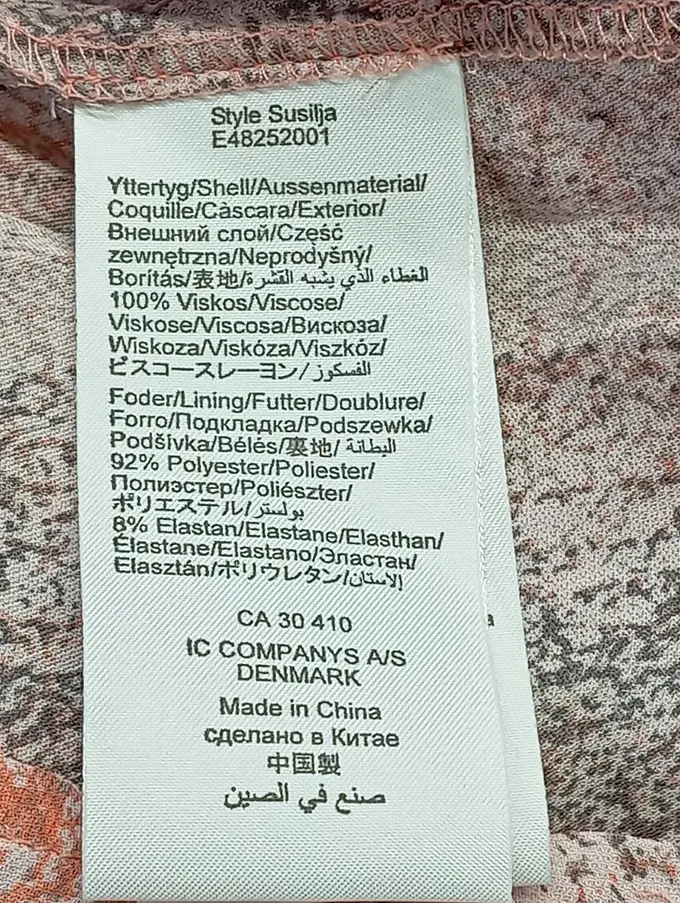 Style Susilja
E48252001
Yttertyg/Shell/Aussenmaterial/
Coquille/Càscara/Exterior/
Внешний слой/Część
zewnętrzna/Neprodyšný/
Borítás/表地/الغطاء الذي يشبه القشرة
100% Viskos/Viscose/
Viskose/Viscosa/Вискоза/
Wiskoza/Viskóza/Viszkóz/
ビスコースレーヨン/الفسكوز
Foder/Lining/Futter/Doublure/
Forro/Подкладка/Podszewka/
Podšívka/Bélés/裏地/البطانة
92% Polyester/Poliester/
Полиэстер/Poliészter/
ポリエステル/بولستر
8% Elastan/Elastane/Elasthan/
Élastane/Elastano/Эластан/
Elasztán/ポリウレタン/الاستان
CA 30 410
IC COMPANYS A/S
DENMARK
Made in China
сделано в Китае
中国製
صنع في الصين